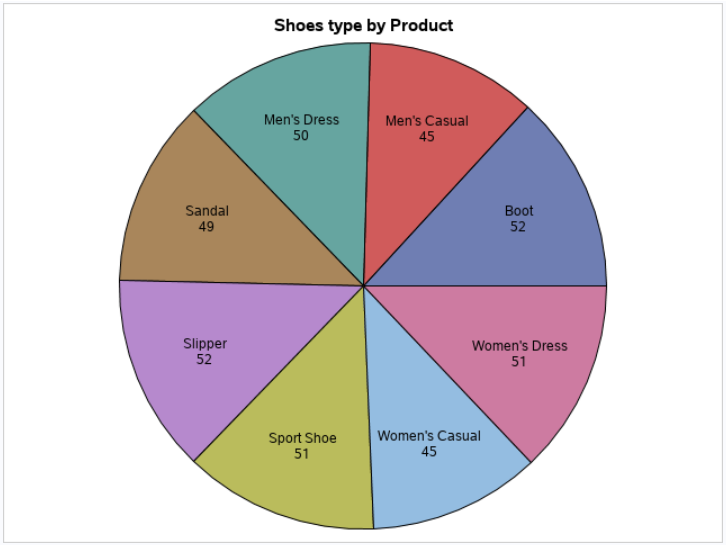 Shoes type by Product
Men's Dress
50
Men's Casual
45
Sandal
49
Boot
52
Slipper
52
Women's Dress
51
Sport Shoe
51
Women's Casual
45